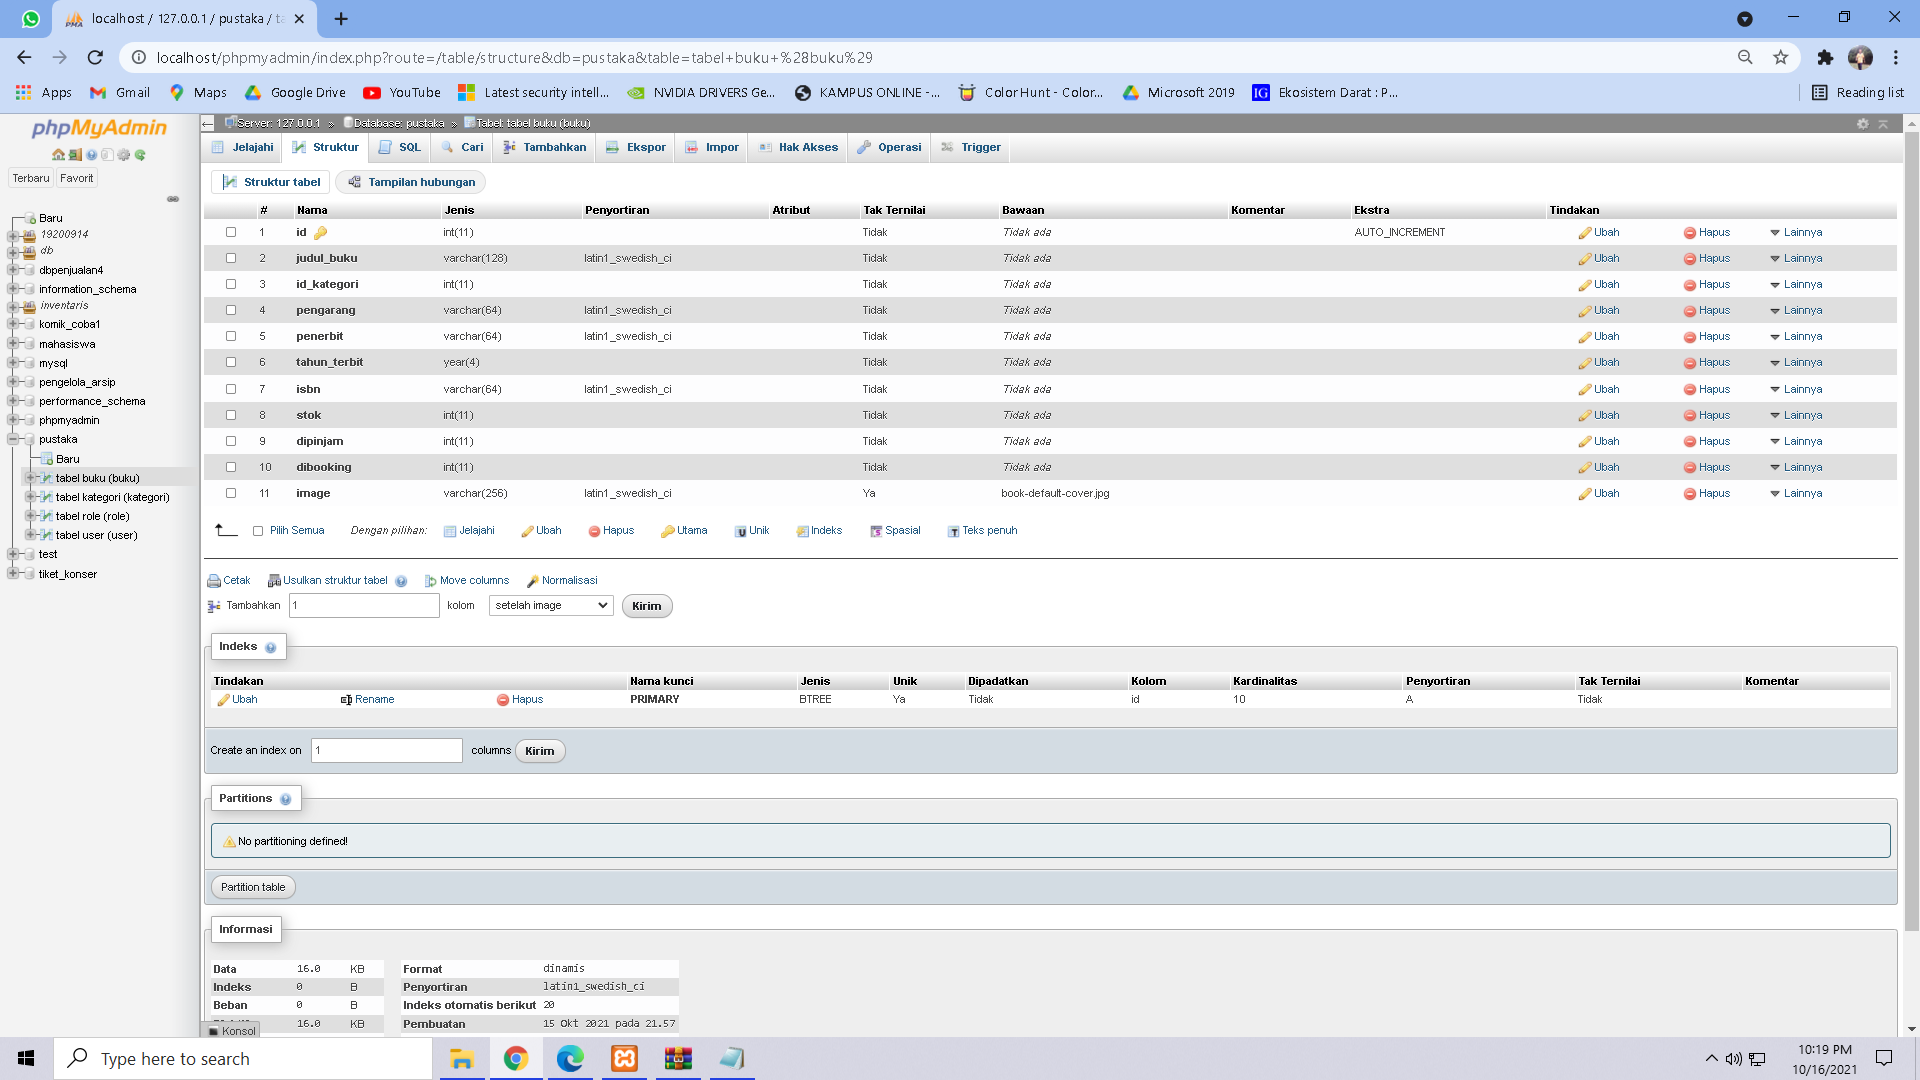 localhost / 127.0.0.1 / pustaka / ta
localhost/phpmyadmin/index.php?route=/table/structure&db=pustaka&table=tabel+buku+%28buku%29
Apps Gmail Maps Google Drive YouTube Latest security intell... NVIDIA DRIVERS Ge... KAMPUS ONLINE -... Color Hunt - Color... Microsoft 2019 Ekosistem Darat : P... Reading list
phpMyAdmin
Terbaru Favorit
Baru
19200914
db
dbpenjualan4
information_schema
inventaris
komik_coba1
mahasiswa
mysql
pengelola_arsip
performance_schema
phpmyadmin
pustaka
Baru
tabel buku (buku)
tabel kategori (kategori)
tabel role (role)
tabel user (user)
test
tiket_konser
Server: 127.0.0.1 » Database: pustaka » Tabel: tabel buku (buku)
Jelajahi Struktur SQL Cari Tambahkan Ekspor Impor Hak Akses Operasi Trigger
Struktur tabel Tampilan hubungan
# Nama Jenis Penyortiran Atribut Tak Ternilai Bawaan Komentar Ekstra Tindakan
1 id int(11) Tidak Tidak ada AUTO_INCREMENT Ubah Hapus Lainnya
2 judul_buku varchar(128) latin1_swedish_ci Tidak Tidak ada Ubah Hapus Lainnya
3 id_kategori int(11) Tidak Tidak ada Ubah Hapus Lainnya
4 pengarang varchar(64) latin1_swedish_ci Tidak Tidak ada Ubah Hapus Lainnya
5 penerbit varchar(64) latin1_swedish_ci Tidak Tidak ada Ubah Hapus Lainnya
6 tahun_terbit year(4) Tidak Tidak ada Ubah Hapus Lainnya
7 isbn varchar(64) latin1_swedish_ci Tidak Tidak ada Ubah Hapus Lainnya
8 stok int(11) Tidak Tidak ada Ubah Hapus Lainnya
9 dipinjam int(11) Tidak Tidak ada Ubah Hapus Lainnya
10 dibooking int(11) Tidak Tidak ada Ubah Hapus Lainnya
11 image varchar(256) latin1_swedish_ci Ya book-default-cover.jpg Ubah Hapus Lainnya
Pilih Semua Dengan pilihan: Jelajahi Ubah Hapus Utama Unik Indeks Spasial Teks penuh
Cetak Usulkan struktur tabel Move columns Normalisasi
Tambahkan 1 kolom setelah image Kirim
Indeks
Tindakan Nama kunci Jenis Unik Dipadatkan Kolom Kardinalitas Penyortiran Tak Ternilai Komentar
Ubah Rename Hapus PRIMARY BTREE Ya Tidak id 10 A Tidak
Create an index on 1 columns Kirim
Partitions
No partitioning defined!
Partition table
Informasi
Data 16.0 KB Format dinamis
Indeks 0 B Penyortiran latin1_swedish_ci
Beban 0 B Indeks otomatis berikut 20
16.0 KB Pembuatan 15 Okt 2021 pada 21.57
Konsol
Type here to search
10:19 PM
10/16/2021